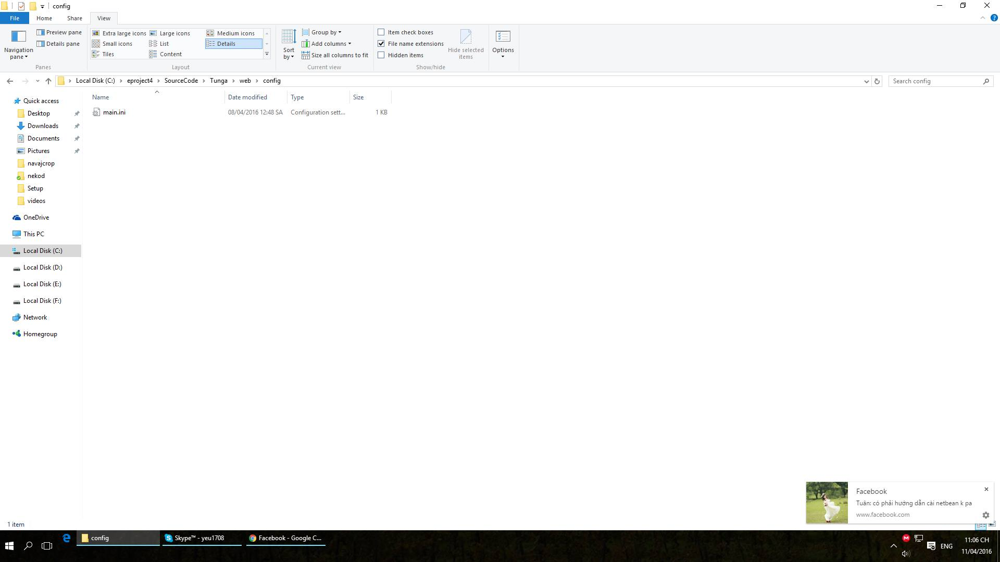 config
File Home Share View
Navigation pane
Preview pane
Details pane
Panes
Extra large icons Large icons Medium icons
Small icons List Details
Tiles Content
Layout
Sort by
Group by
Add columns
Size all columns to fit
Current view
Item check boxes
File name extensions
Hidden items
Hide selected items
Show/hide
Options
Local Disk (C:) eproject4 SourceCode Tunga web config
Search config
Quick access
Desktop
Downloads
Documents
Pictures
navajcrop
nekod
Setup
videos
OneDrive
This PC
Local Disk (C:)
Local Disk (D:)
Local Disk (E:)
Local Disk (F:)
Network
Homegroup
Name Date modified Type Size
main.ini 08/04/2016 12:48 SA Configuration sett... 1 KB
Facebook
Tuân: có phải hướng dẫn cài netbean k pa
www.facebook.com
1 item
config
Skype™ - yeu1708
Facebook - Google C...
ENG
11:06 CH
11/04/2016